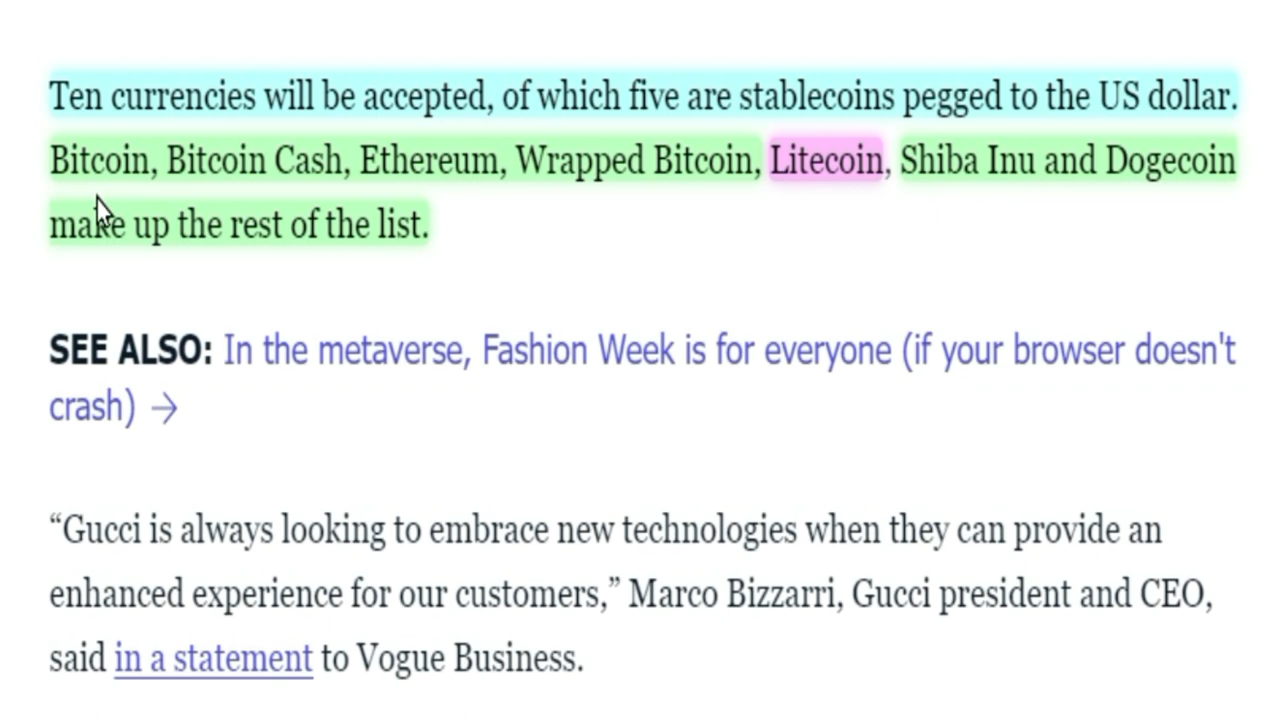 Ten currencies will be accepted, of which five are stablecoins pegged to the US dollar.
Bitcoin, Bitcoin Cash, Ethereum, Wrapped Bitcoin, Litecoin, Shiba Inu and Dogecoin
make up the rest of the list.
SEE ALSO: In the metaverse, Fashion Week is for everyone (if your browser doesn't
crash) →
“Gucci is always looking to embrace new technologies when they can provide an
enhanced experience for our customers,” Marco Bizzarri, Gucci president and CEO,
said in a statement to Vogue Business.